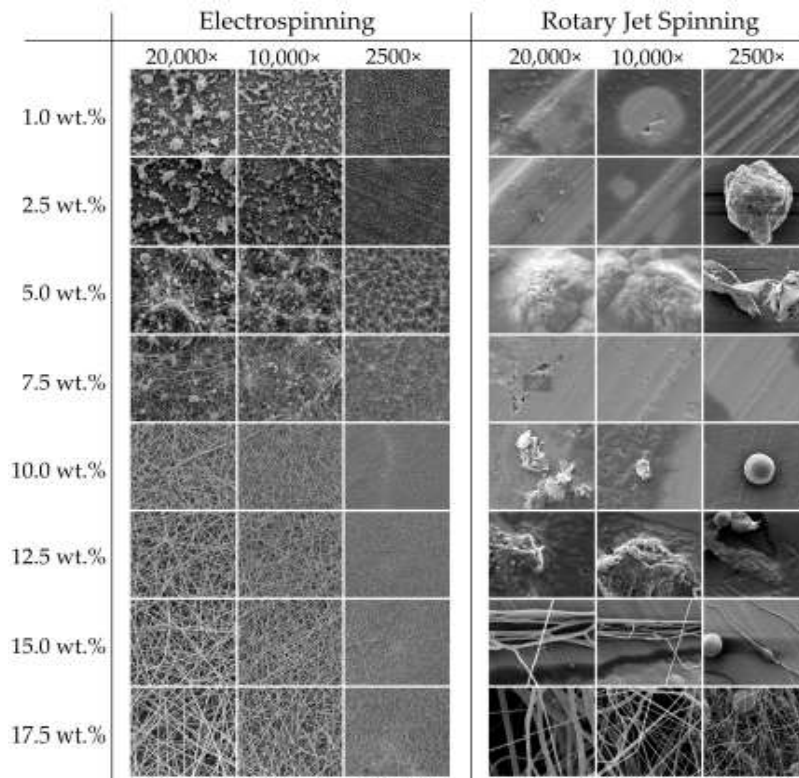 Electrospinning Rotary Jet Spinning
20,000× 10,000× 2500× 20,000× 10,000× 2500×
1.0 wt.%
2.5 wt.%
5.0 wt.%
7.5 wt.%
10.0 wt.%
12.5 wt.%
15.0 wt.%
17.5 wt.%